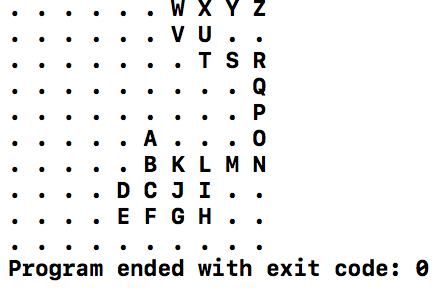 . . . . . . W X Y Z
. . . . . . V U . .
. . . . . . . T S R
. . . . . . . . . Q
. . . . . . . . . P
. . . . . A . . . O
. . . . . B K L M N
. . . . D C J I . .
. . . . E F G H . .
. . . . . . . . . .
Program ended with exit code: 0